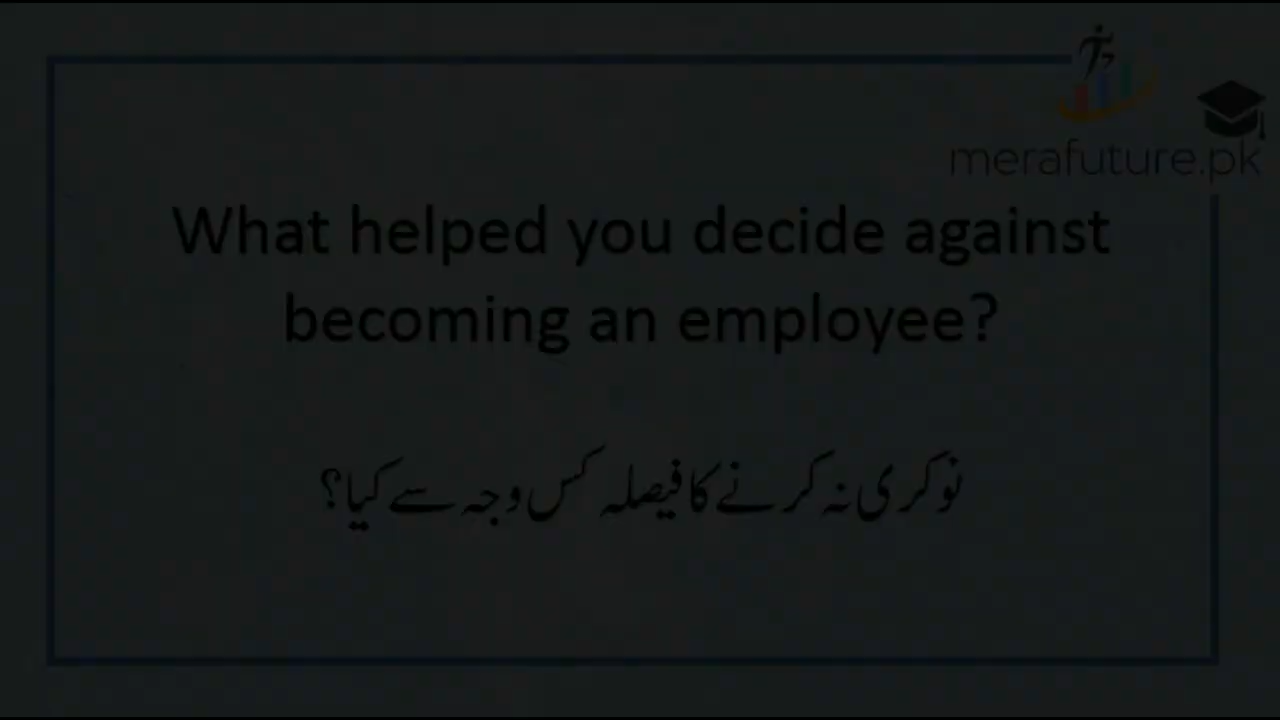 merafuture.pk
What helped you decide against
becoming an employee?
نوکری نہ کرنے کا فیصلہ کس وجہ سے کیا؟